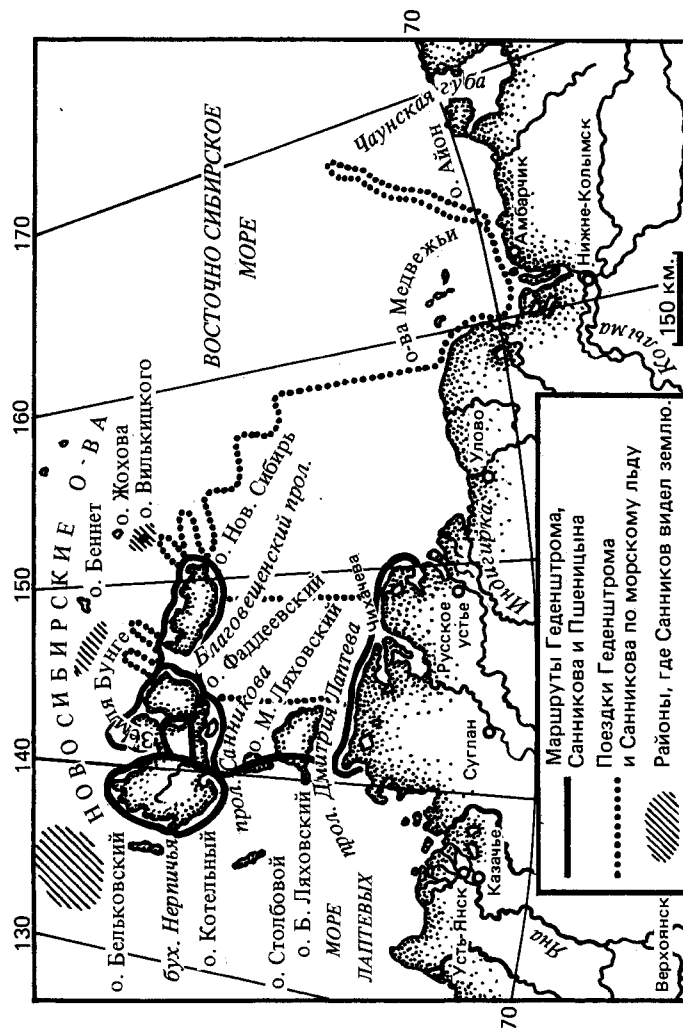 130
140
150
160
170
70
НОВОСИБИРСКИЕ О-ВА
о. Беннет
о. Жохова
о. Вилькицкого
ВОСТОЧНО СИБИРСКОЕ
МОРЕ
Чаунская губа
о. Айон
о-ва Медвежьи
Амбарчик
Нижне-Колымск
Колыма
150 км.
о. Бельковский
бух. Нерпичья
о. Котельный
Земля Бунге
о. Нов. Сибирь
Благовещенский прол.
о. Фаддеевский
прол. Санникова
о. М. Ляховский
о. Столбовой
о. Б. Ляховский
прол. Дмитрия Лаптева
МОРЕ
ЛАПТЕВЫХ
Улово
Индигирка
Русское
устье
Суглан
Казачье
Усть-Янск
Яна
Верхоянск
70
Маршруты Геденштрома,
Санникова и Пшеницына
Поездки Геденштрома
и Санникова по морскому льду
Районы, где Санников видел землю.